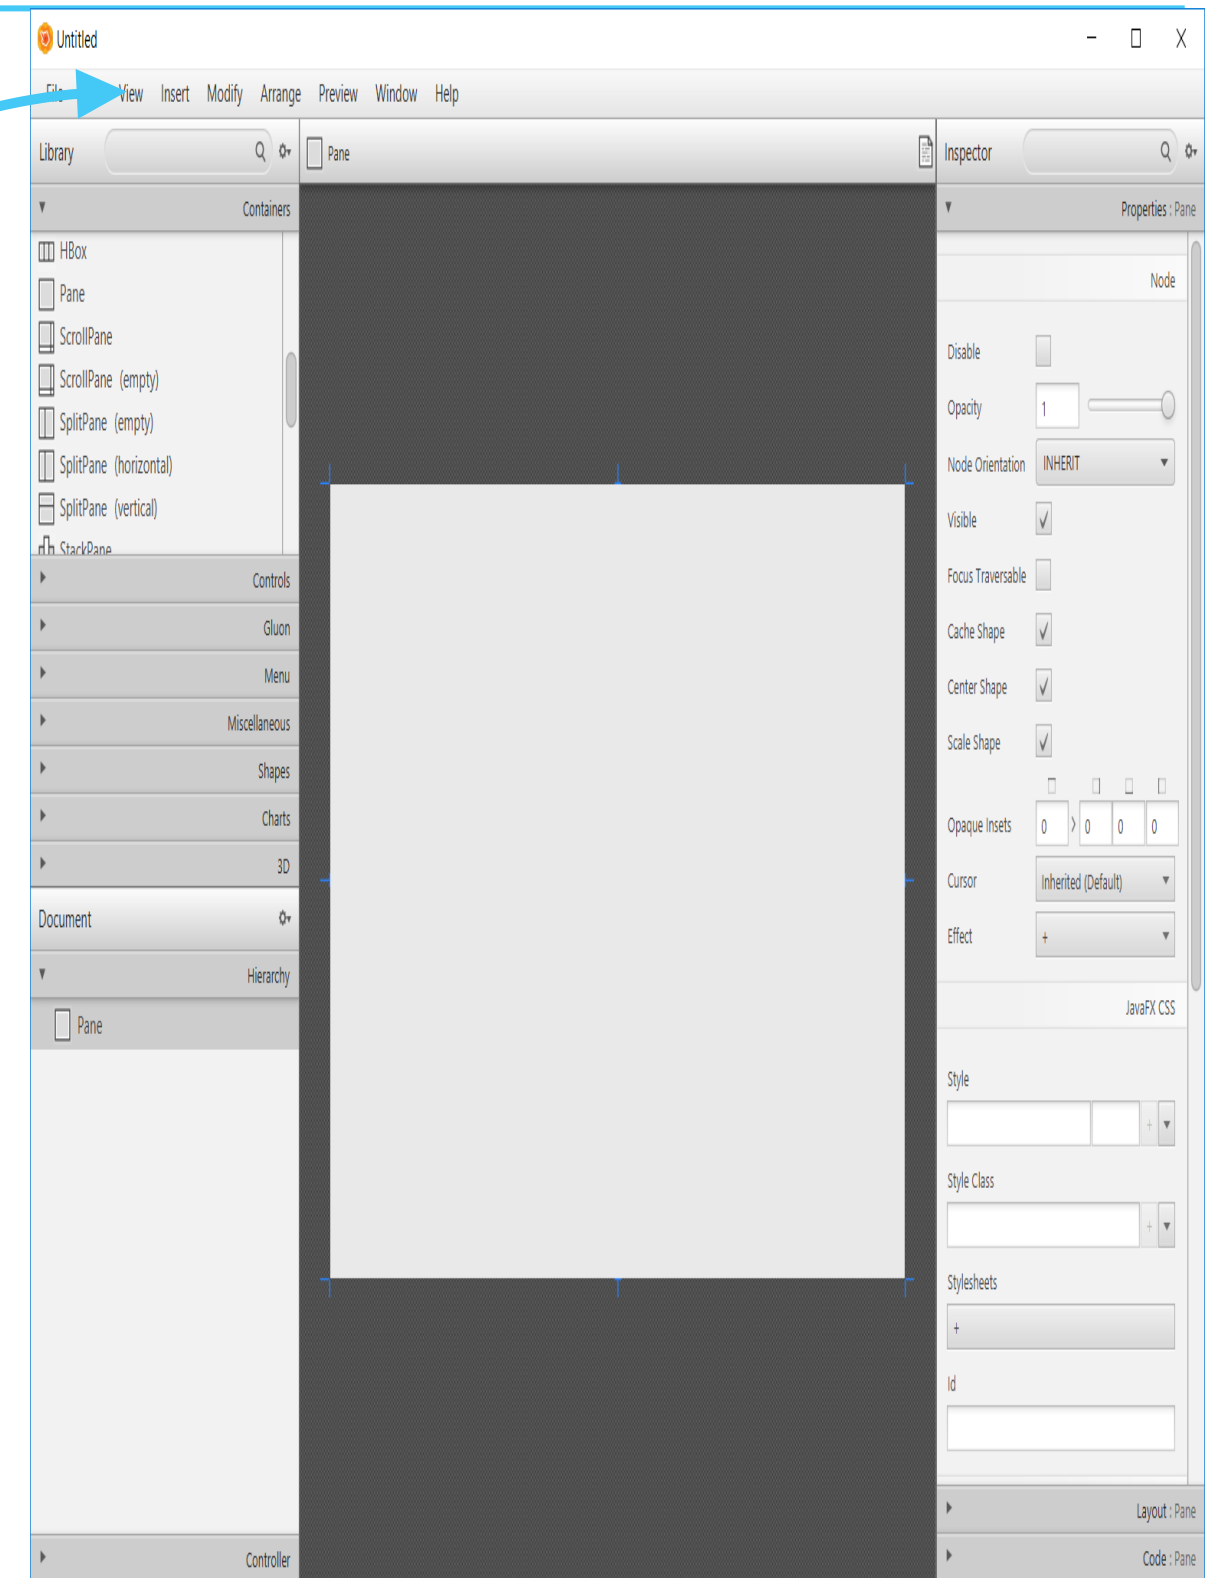 Untitled
File View Insert Modify Arrange Preview Window Help
Library
Containers
HBox
Pane
ScrollPane
ScrollPane (empty)
SplitPane (empty)
SplitPane (horizontal)
SplitPane (vertical)
StackPane
Controls
Gluon
Menu
Miscellaneous
Shapes
Charts
3D
Document
Hierarchy
Pane
Controller
Pane
Inspector
Properties : Pane
Node
Disable
Opacity 1
Node Orientation INHERIT
Visible
Focus Traversable
Cache Shape
Center Shape
Scale Shape
Opaque Insets 0 > 0 0 0
Cursor Inherited (Default)
Effect +
JavaFX CSS
Style
+
Style Class
+
Stylesheets
+
Id
Layout : Pane
Code : Pane